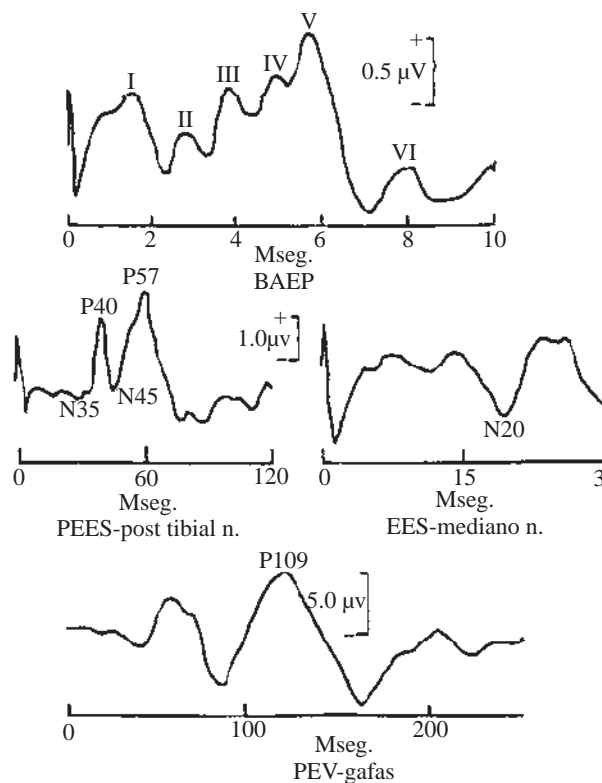 V
+
IV
0.5 µV
III
I
II
VI
0 2 4 6 8 10
Mseg.
BAEP
P57
P40
+
1.0µv
N35 N45
N20
0 60 120
0 15 3
Mseg.
PEES-post tibial n.
Mseg.
EES-mediano n.
P109
5.0 µv
0 100 200
Mseg.
PEV-gafas